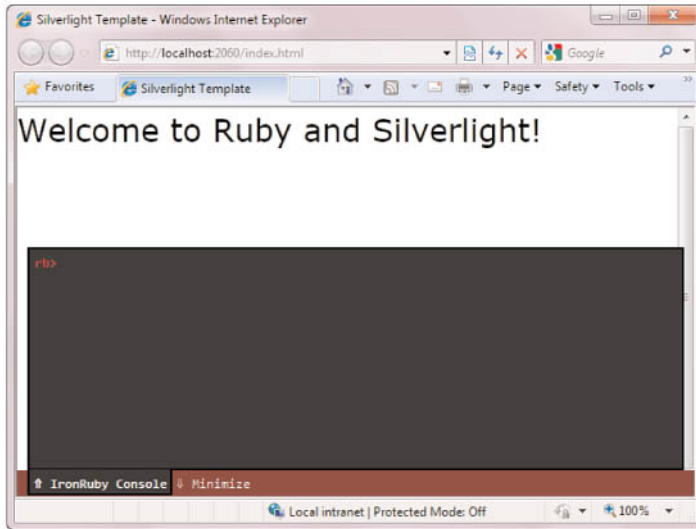 Silverlight Template - Windows Internet Explorer
http://localhost:2060/index.html
Google
Favorites
Silverlight Template
Page
Safety
Tools
Welcome to Ruby and Silverlight!
rb>
IronRuby Console
Minimize
Local intranet | Protected Mode: Off
100%